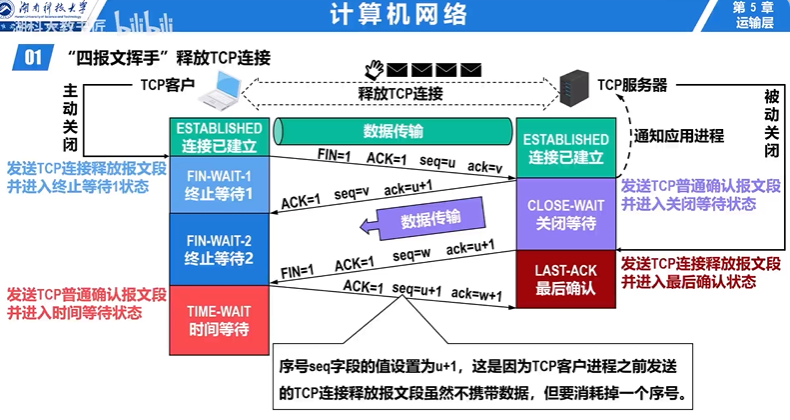 湖南科技大学
Hunan University of Science and Technology
湖科大教书匠 bilibili
计算机网络
第 5 章
运输层
01 “四报文挥手”释放TCP连接
TCP客户
TCP服务器
释放TCP连接
主动关闭
被动关闭
通知应用进程
ESTABLISHED
连接已建立
数据传输
ESTABLISHED
连接已建立
FIN=1 ACK=1 seq=u ack=v
发送TCP连接释放报文段
并进入终止等待1状态
FIN-WAIT-1
终止等待1
ACK=1 seq=v ack=u+1
CLOSE-WAIT
关闭等待
发送TCP普通确认报文段
并进入关闭等待状态
数据传输
FIN-WAIT-2
终止等待2
FIN=1 ACK=1 seq=w ack=u+1
LAST-ACK
最后确认
发送TCP连接释放报文段
并进入最后确认状态
ACK=1 seq=u+1 ack=w+1
发送TCP普通确认报文段
并进入时间等待状态
TIME-WAIT
时间等待
序号seq字段的值设置为u+1，这是因为TCP客户进程之前发送
的TCP连接释放报文段虽然不携带数据，但要消耗掉一个序号。